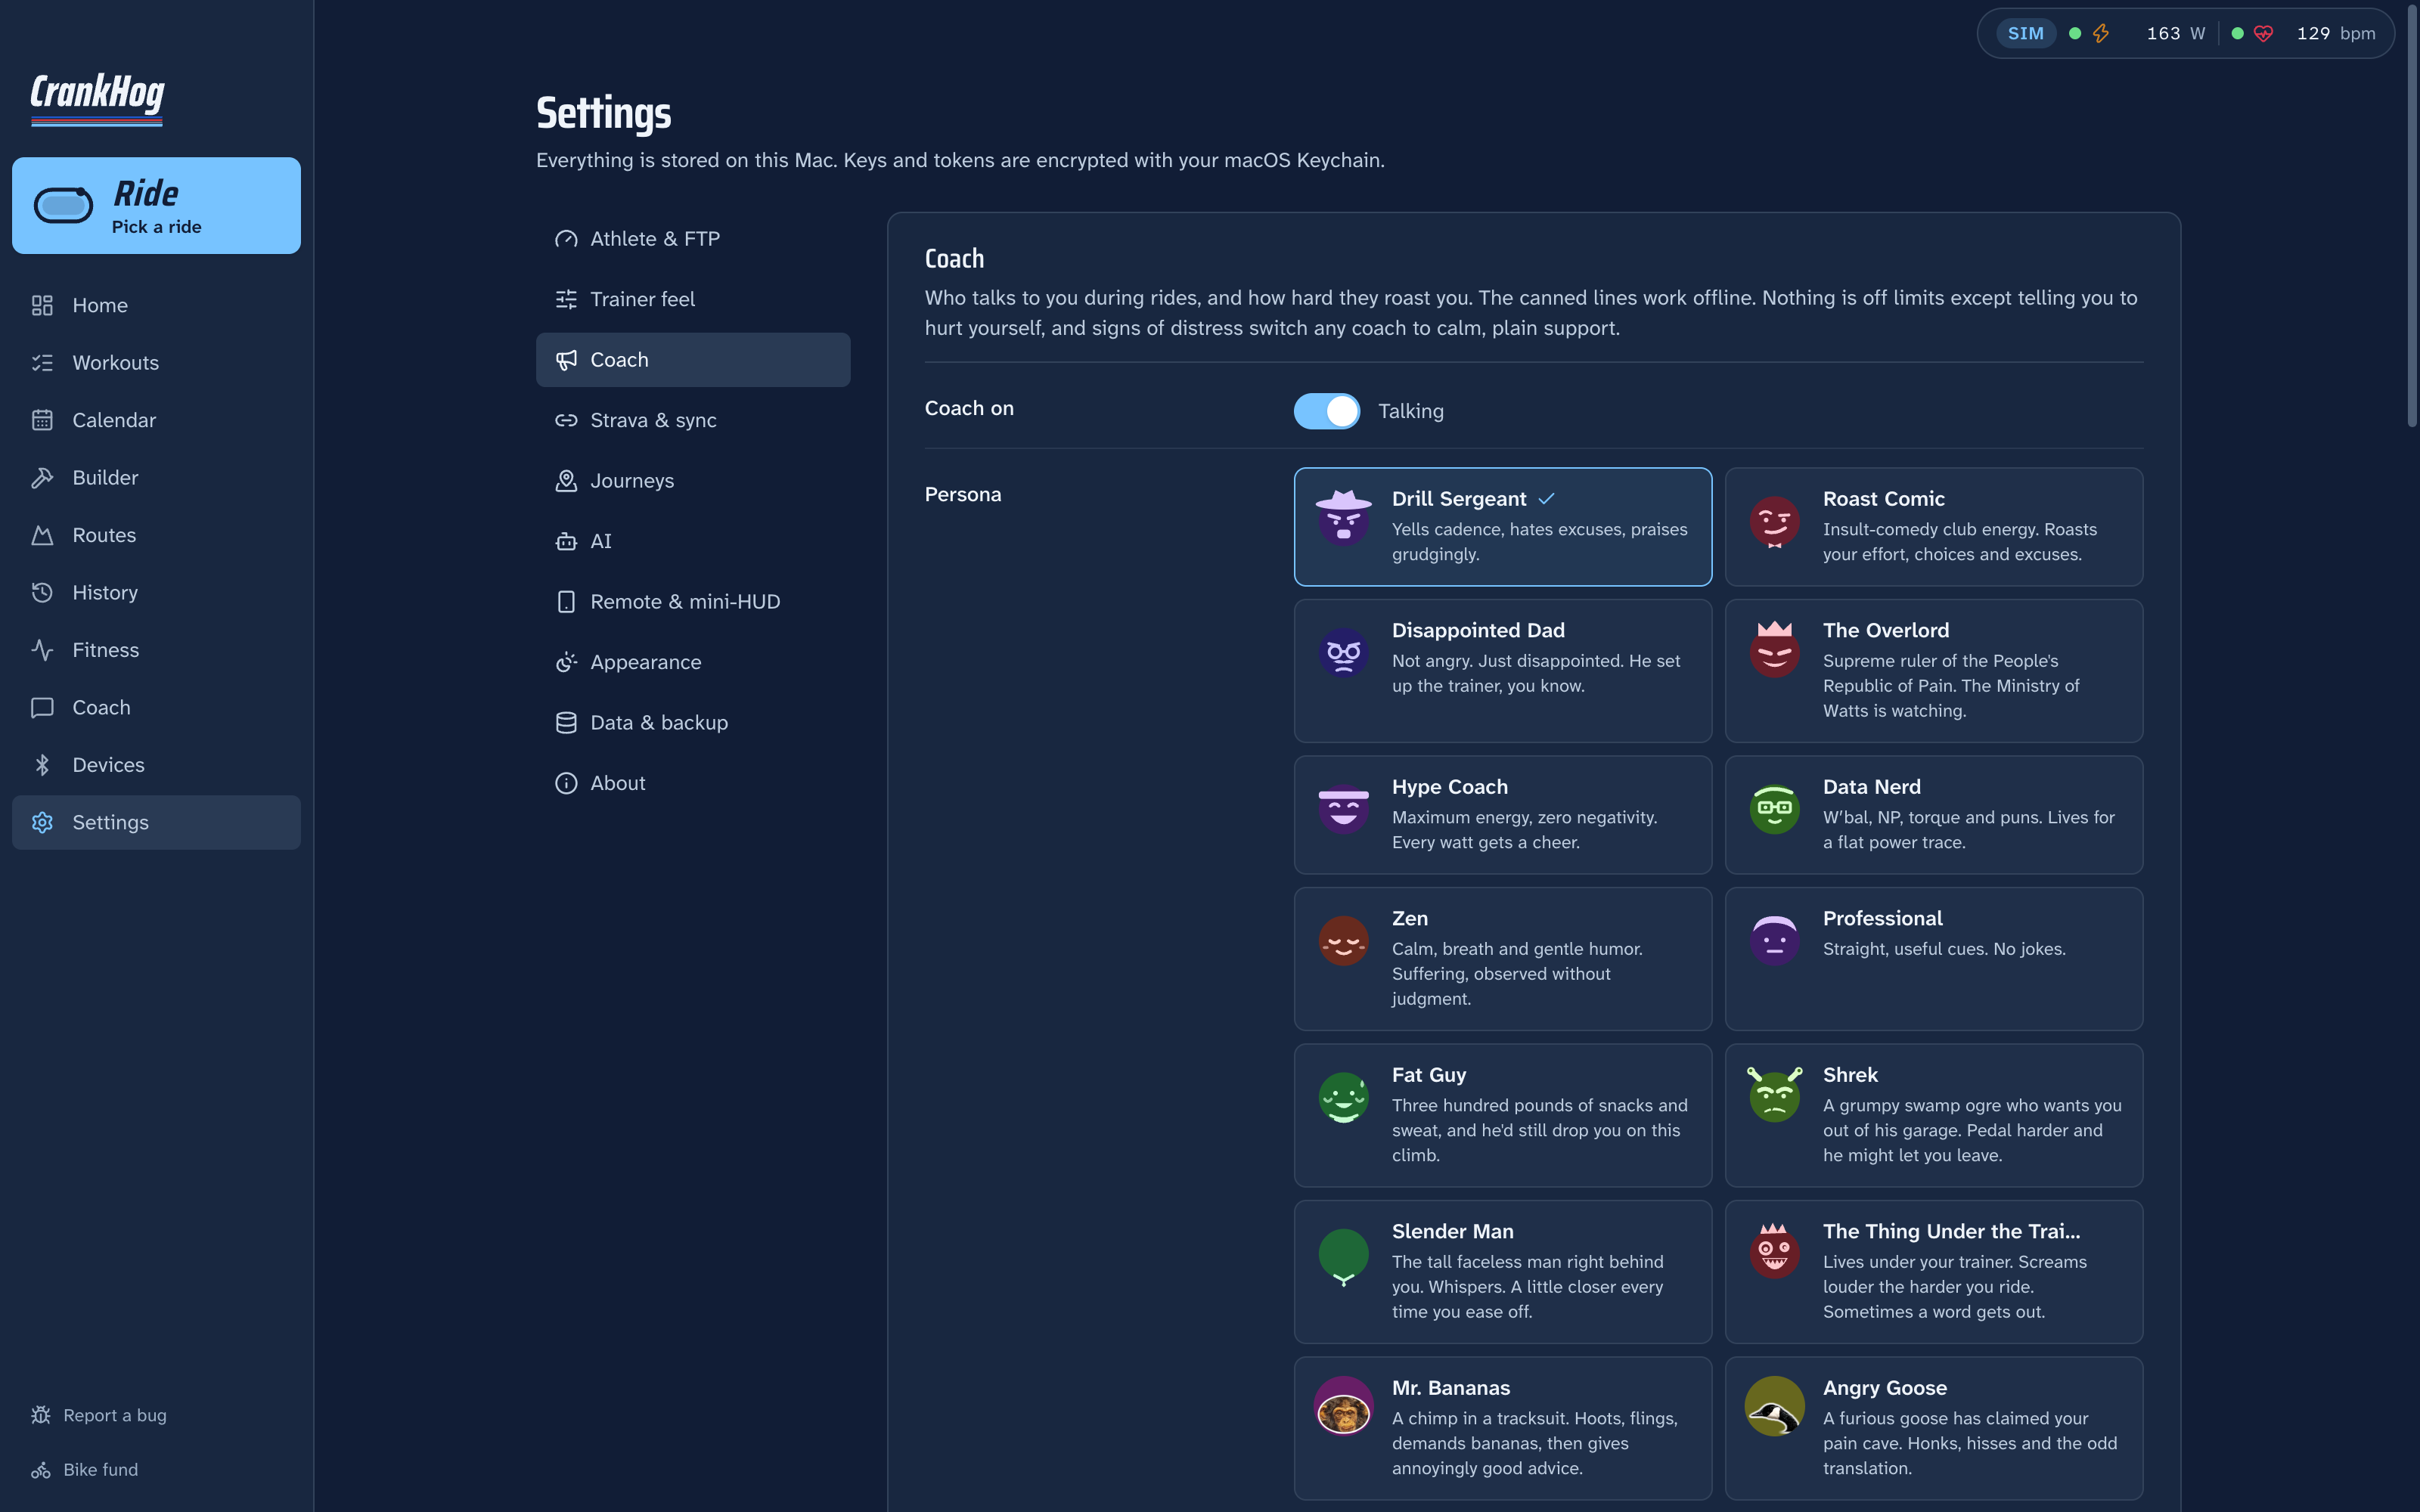 SIM
163 W
129 bpm
CrankHog
Ride
Pick a ride
Home
Workouts
Calendar
Builder
Routes
History
Fitness
Coach
Devices
Settings
Report a bug
Bike fund
Settings
Everything is stored on this Mac. Keys and tokens are encrypted with your macOS Keychain.
Athlete & FTP
Trainer feel
Coach
Strava & sync
Journeys
AI
Remote & mini-HUD
Appearance
Data & backup
About
Coach
Who talks to you during rides, and how hard they roast you. The canned lines work offline. Nothing is off limits except telling you to
hurt yourself, and signs of distress switch any coach to calm, plain support.
Coach on
Talking
Persona
Drill Sergeant
Yells cadence, hates excuses, praises
grudgingly.
Roast Comic
Insult-comedy club energy. Roasts
your effort, choices and excuses.
Disappointed Dad
Not angry. Just disappointed. He set
up the trainer, you know.
The Overlord
Supreme ruler of the People's
Republic of Pain. The Ministry of
Watts is watching.
Hype Coach
Maximum energy, zero negativity.
Every watt gets a cheer.
Data Nerd
W′bal, NP, torque and puns. Lives for
a flat power trace.
Zen
Calm, breath and gentle humor.
Suffering, observed without
judgment.
Professional
Straight, useful cues. No jokes.
Fat Guy
Three hundred pounds of snacks and
sweat, and he'd still drop you on this
climb.
Shrek
A grumpy swamp ogre who wants you
out of his garage. Pedal harder and
he might let you leave.
Slender Man
The tall faceless man right behind
you. Whispers. A little closer every
time you ease off.
The Thing Under the Trai...
Lives under your trainer. Screams
louder the harder you ride.
Sometimes a word gets out.
Mr. Bananas
A chimp in a tracksuit. Hoots, flings,
demands bananas, then gives
annoyingly good advice.
Angry Goose
A furious goose has claimed your
pain cave. Honks, hisses and the odd
translation.